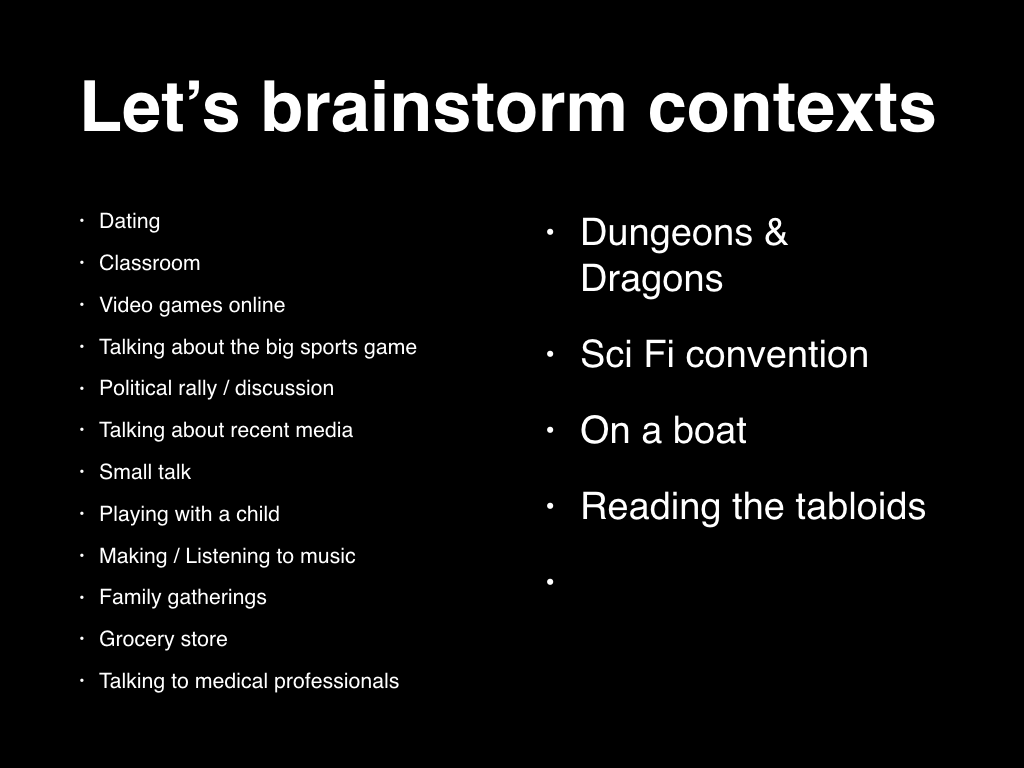 Let’s brainstorm contexts
• Dating
• Classroom
• Video games online
• Talking about the big sports game
• Political rally / discussion
• Talking about recent media
• Small talk
• Playing with a child
• Making / Listening to music
• Family gatherings
• Grocery store
• Talking to medical professionals
• Dungeons &
Dragons
• Sci Fi convention
• On a boat
• Reading the tabloids
•